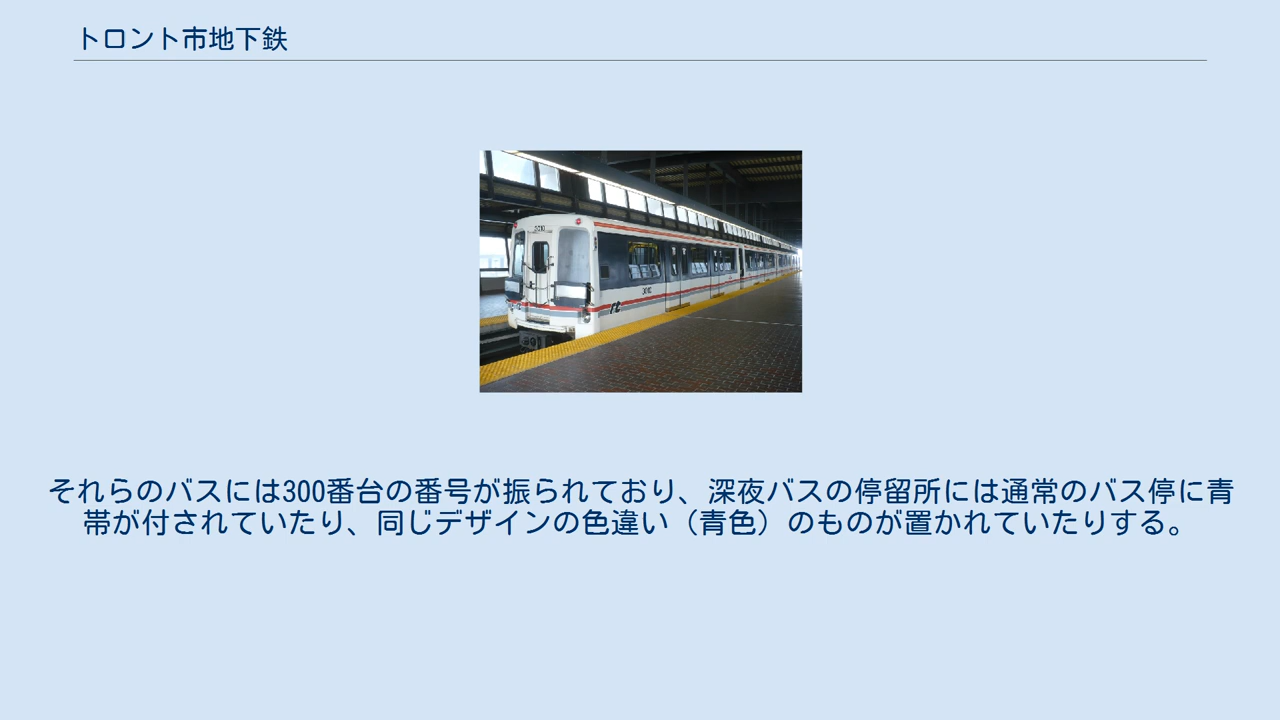 トロント市地下鉄
3010
3010
それらのバスには300番台の番号が振られており、深夜バスの停留所には通常のバス停に青
帯が付されていたり、同じデザインの色違い（青色）のものが置かれていたりする。